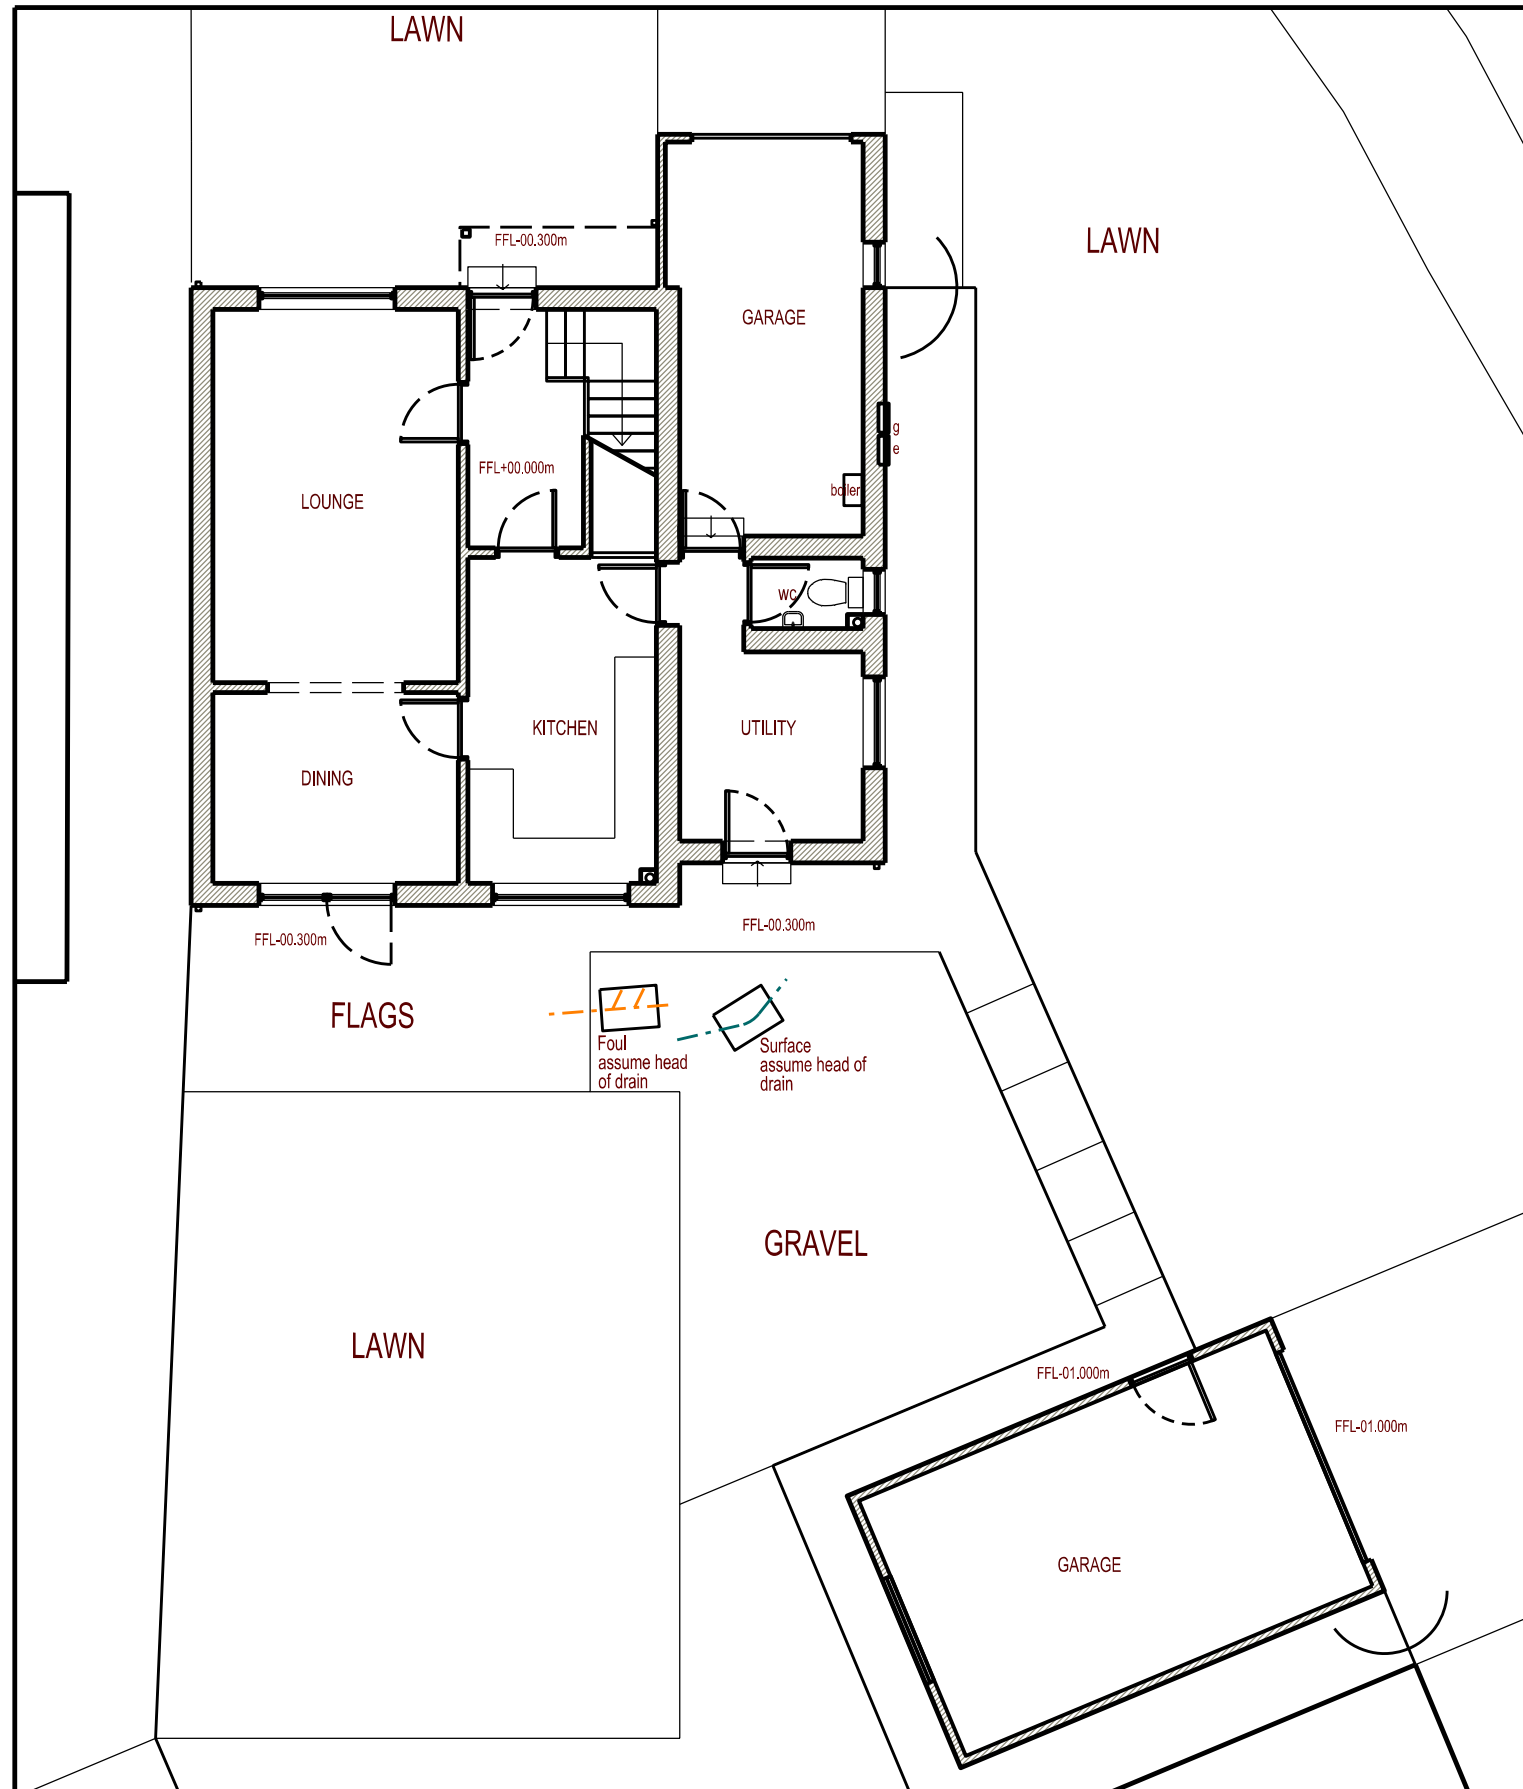 LAWN
FFL-00.300m
LAWN
GARAGE
g
e
FFL+00.000m
boiler
LOUNGE
wc
KITCHEN
UTILITY
DINING
FFL-00.300m
FFL-00.300m
FLAGS
Foul
assume head
of drain
Surface
assume head of
drain
GRAVEL
LAWN
FFL-01.000m
FFL-01.000m
GARAGE